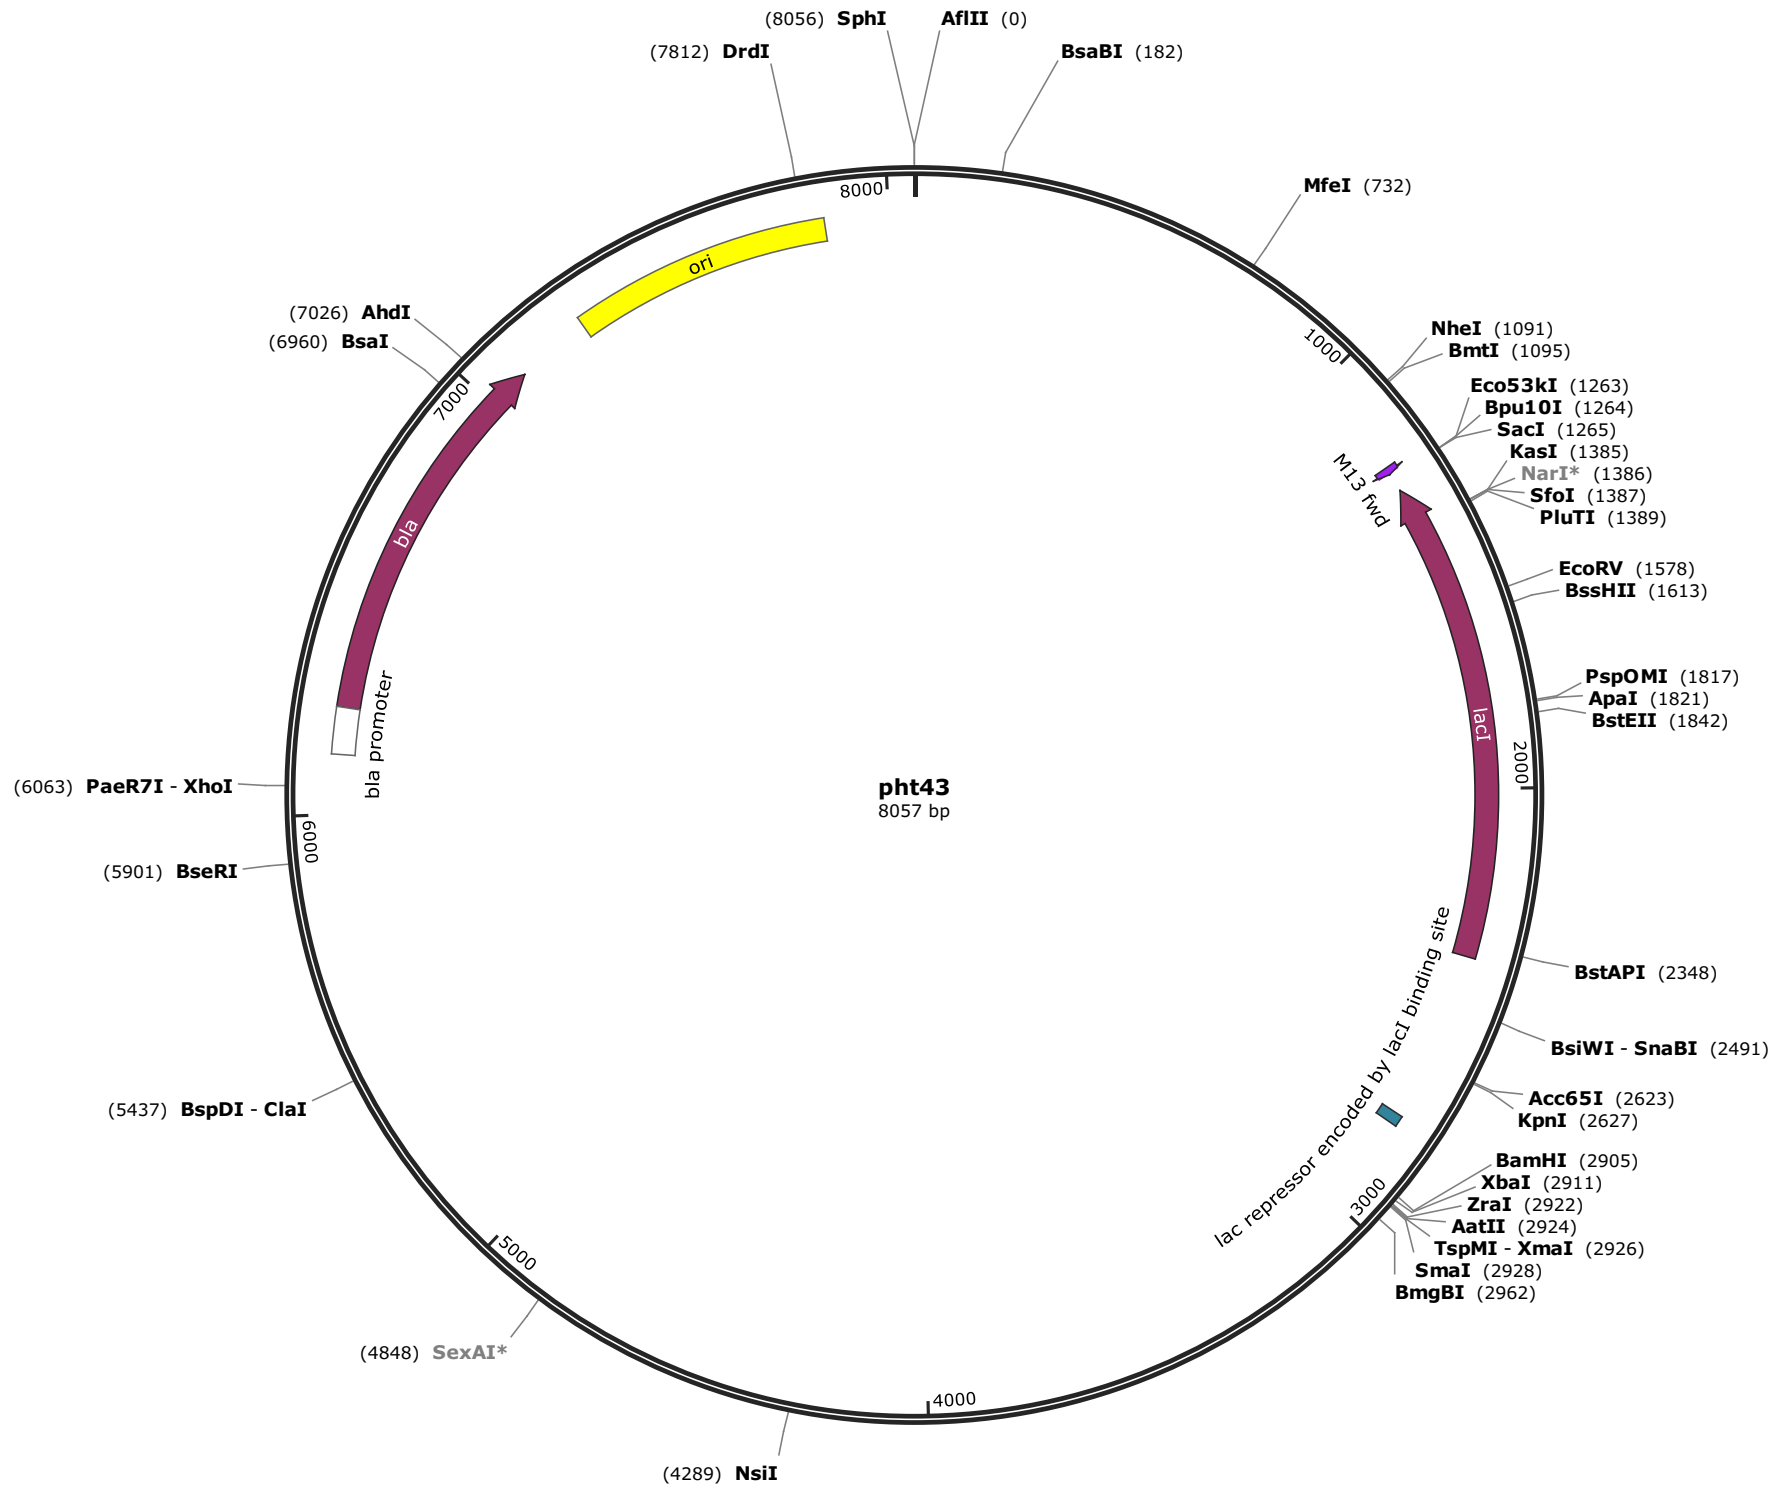 (8056) SphI
AflII (0)
(7812) DrdI
BsaBI (182)
8000
MfeI (732)
ori
(7026) AhdI
(6960) BsaI
1000
NheI (1091)
BmtI (1095)
7000
Eco53kI (1263)
Bpu10I (1264)
SacI (1265)
KasI (1385)
NarI* (1386)
SfoI (1387)
PluTI (1389)
M13 fwd
bla
EcoRV (1578)
BssHII (1613)
PspOMI (1817)
ApaI (1821)
BstEII (1842)
lacI
bla promoter
2000
(6063) PaeR7I - XhoI
pht43
8057 bp
6000
(5901) BseRI
BstAPI (2348)
lac repressor encoded by lacI binding site
BsiWI - SnaBI (2491)
(5437) BspDI - ClaI
Acc65I (2623)
KpnI (2627)
BamHI (2905)
XbaI (2911)
3000
ZraI (2922)
AatII (2924)
TspMI - XmaI (2926)
SmaI (2928)
BmgBI (2962)
5000
(4848) SexAI*
4000
(4289) NsiI